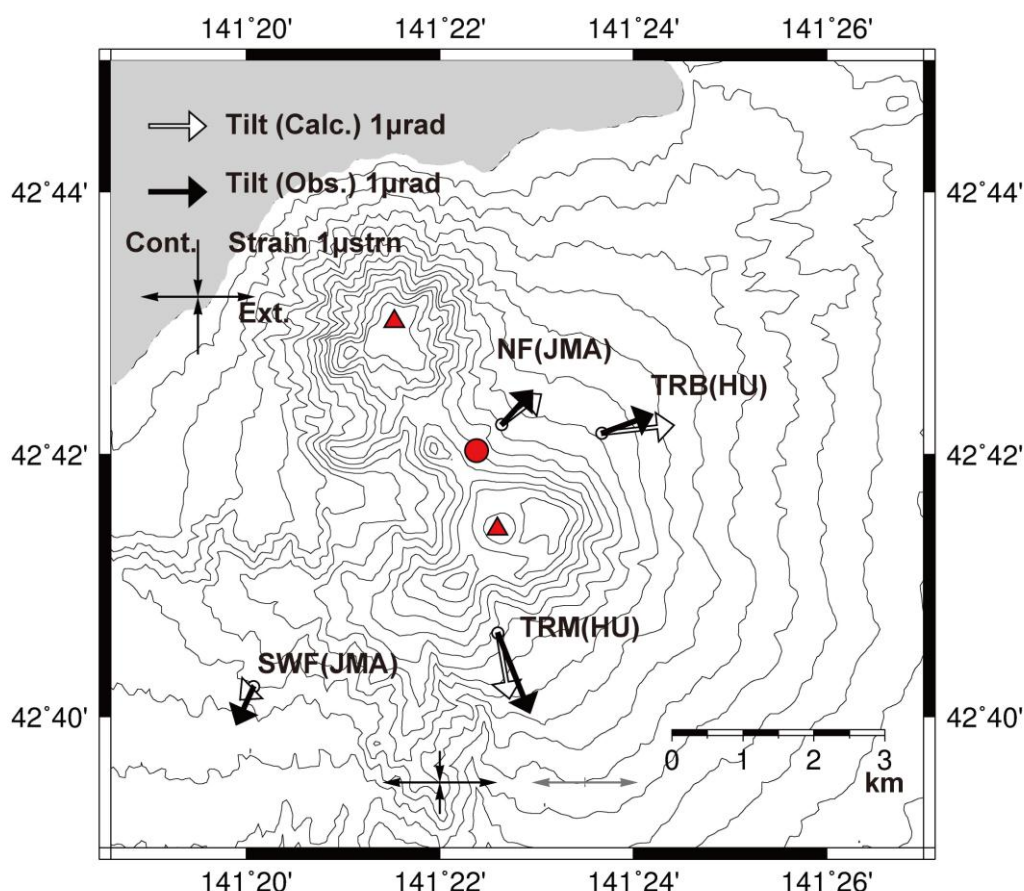 141˚20' 141˚22' 141˚24' 141˚26'
Tilt (Calc.) 1μrad
42˚44' Tilt (Obs.) 1μrad 42˚44'
Cont. Strain 1μstrn
Ext.
NF(JMA)
TRB(HU)
42˚42' 42˚42'
TRM(HU)
SWF(JMA)
42˚40' 42˚40'
0 1 2 3
km
141˚20' 141˚22' 141˚24' 141˚26'